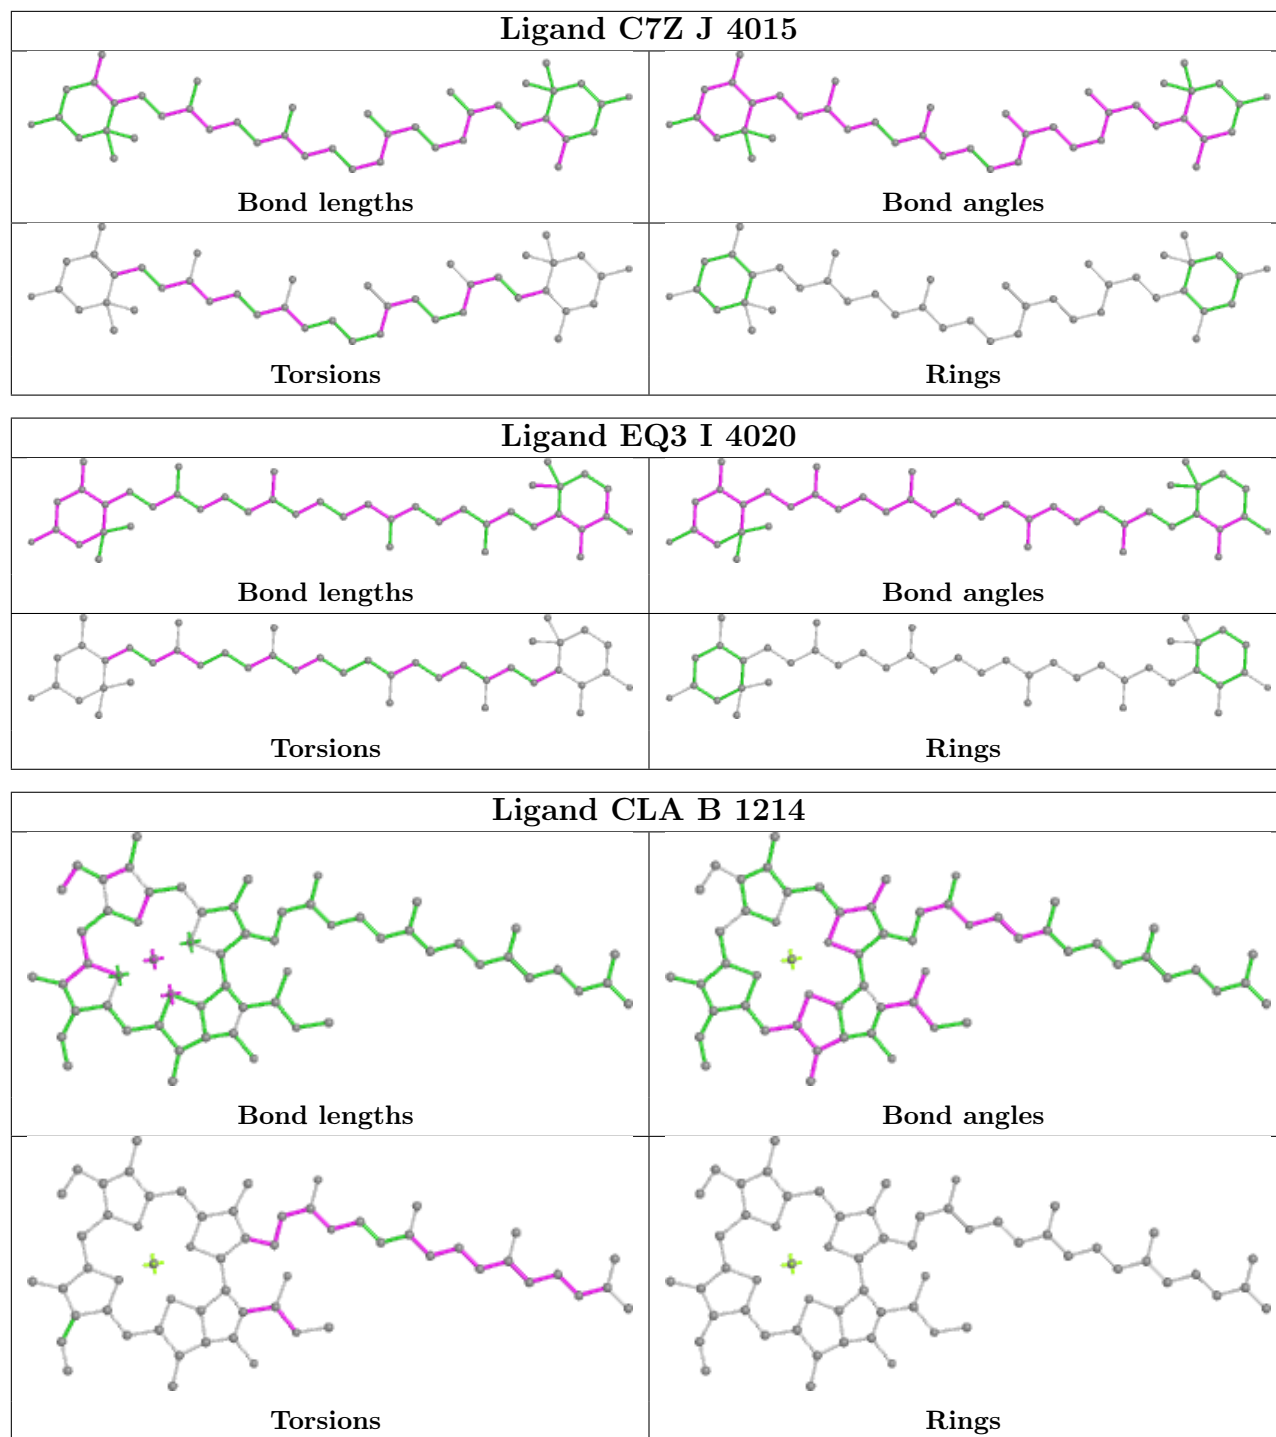 Ligand C7Z J 4015
Bond lengths
Bond angles
Torsions
Rings
Ligand EQ3 I 4020
Bond lengths
Bond angles
Torsions
Rings
Ligand CLA B 1214
Bond lengths
Bond angles
Torsions
Rings